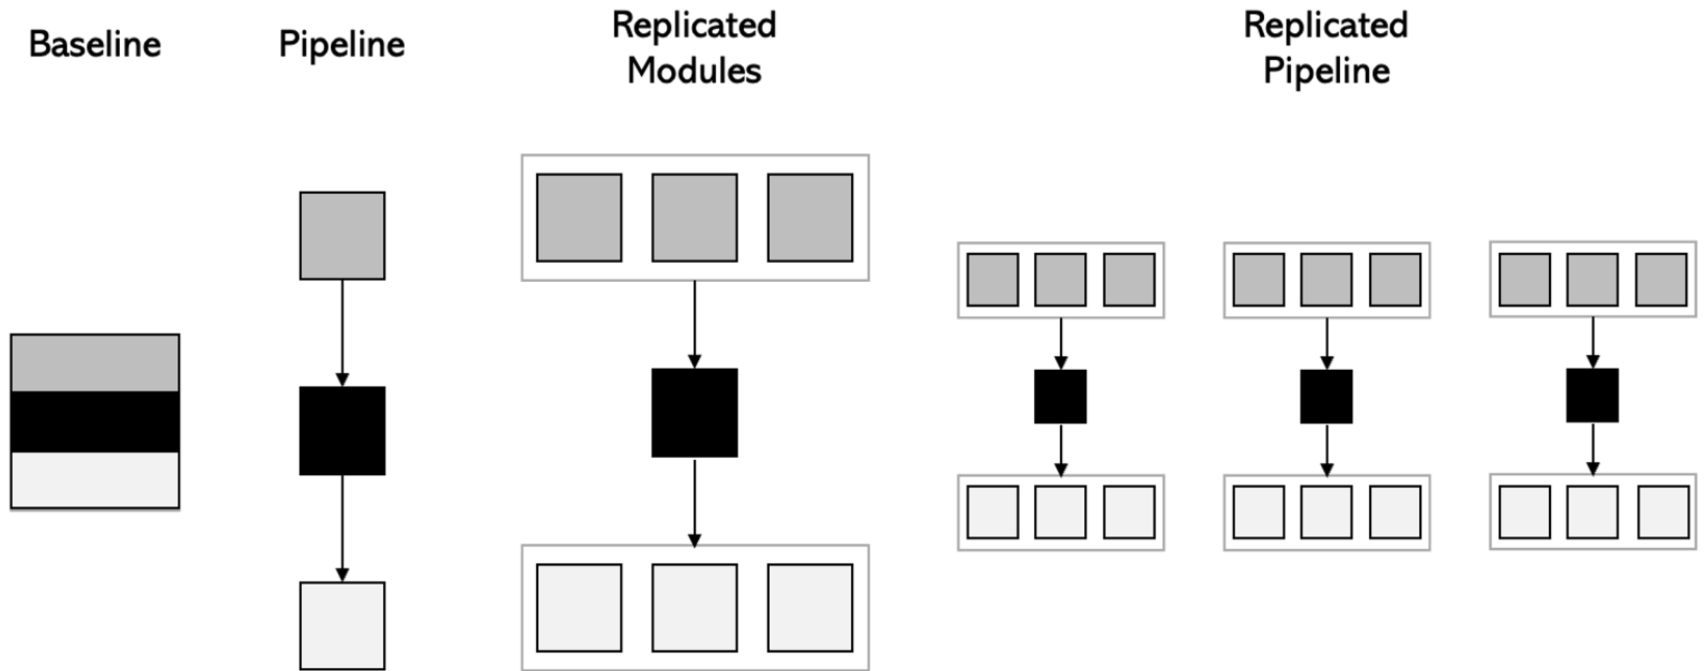 Baseline
Pipeline
Replicated
Modules
Replicated
Pipeline